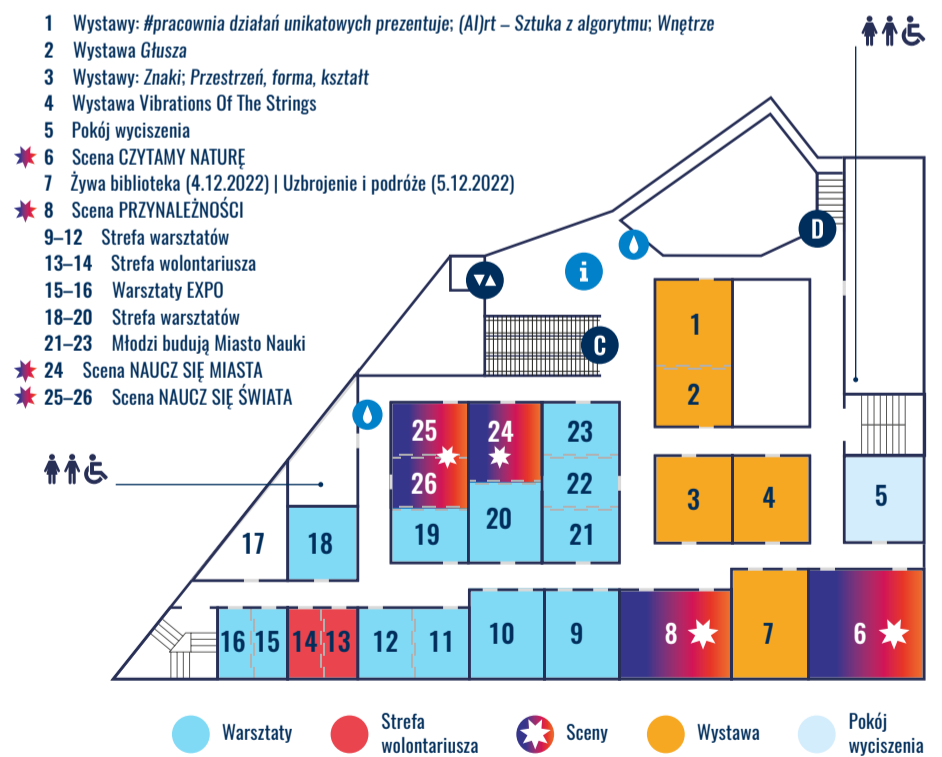 1 Wystawy: #pracownia działań unikatowych prezentuje; (AI)rt – Sztuka z algorytmu; Wnętrze
2 Wystawa Głusza
3 Wystawy: Znaki; Przestrzeń, forma, kształt
4 Wystawa Vibrations Of The Strings
5 Pokój wyciszenia
6 Scena CZYTAMY NATURĘ
7 Żywa biblioteka (4.12.2022) | Uzbrojenie i podróże (5.12.2022)
8 Scena PRZYNALEŻNOŚCI
9–12 Strefa warsztatów
13–14 Strefa wolontariusza
15–16 Warsztaty EXPO
18–20 Strefa warsztatów
21–23 Młodzi budują Miasto Nauki
24 Scena NAUCZ SIĘ MIASTA
25–26 Scena NAUCZ SIĘ ŚWIATA
D
i
C
1
2
25 24 23
26 22
20
19 21
3 4 5
17 18
16 15 14 13 12 11 10 9 8 7 6
Warsztaty
Strefa
wolontariusza
Sceny
Wystawa
Pokój
wyciszenia